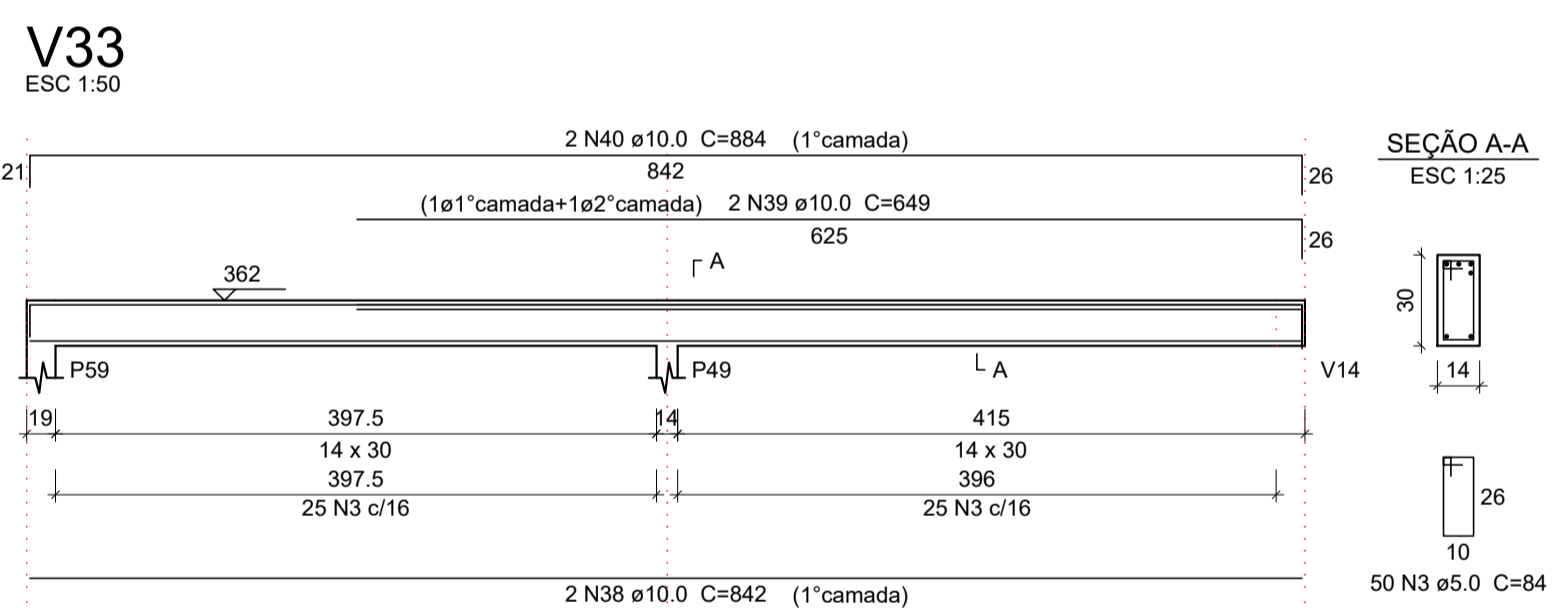 V33
ESC 1:50
2 N40 ø10.0 C=884 (1°camada)
21
842
26
(1ø1°camada+1ø2°camada) 2 N39 ø10.0 C=649
625
26
A
362
P59
P49
A
V14
19
397.5
14
415
14 x 30
14 x 30
397.5
396
25 N3 c/16
25 N3 c/16
2 N38 ø10.0 C=842 (1°camada)
SEÇÃO A-A
ESC 1:25
30
14
26
10
50 N3 ø5.0 C=84